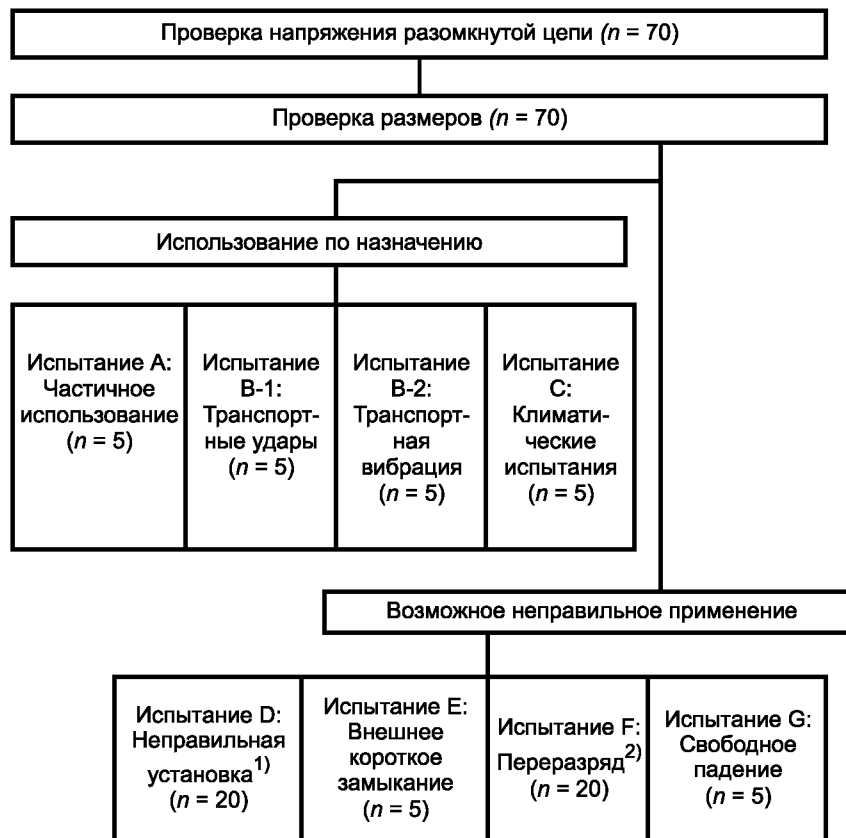 Проверка напряжения разомкнутой цепи (n = 70)
Проверка размеров (n = 70)
Использование по назначению
Испытание A:
Частичное
использование
(n = 5)
Испытание
B-1:
Транспорт-
ные удары
(n = 5)
Испытание
B-2:
Транспорт-
ная
вибрация
(n = 5)
Испытание
C:
Климати-
ческие
испытания
(n = 5)
Возможное неправильное применение
Испытание D:
Неправильная
установка1)
(n = 20)
Испытание E:
Внешнее
короткое
замыкание
(n = 5)
Испытание F:
Переразряд2)
(n = 20)
Испытание G:
Свободное
падение
(n = 5)